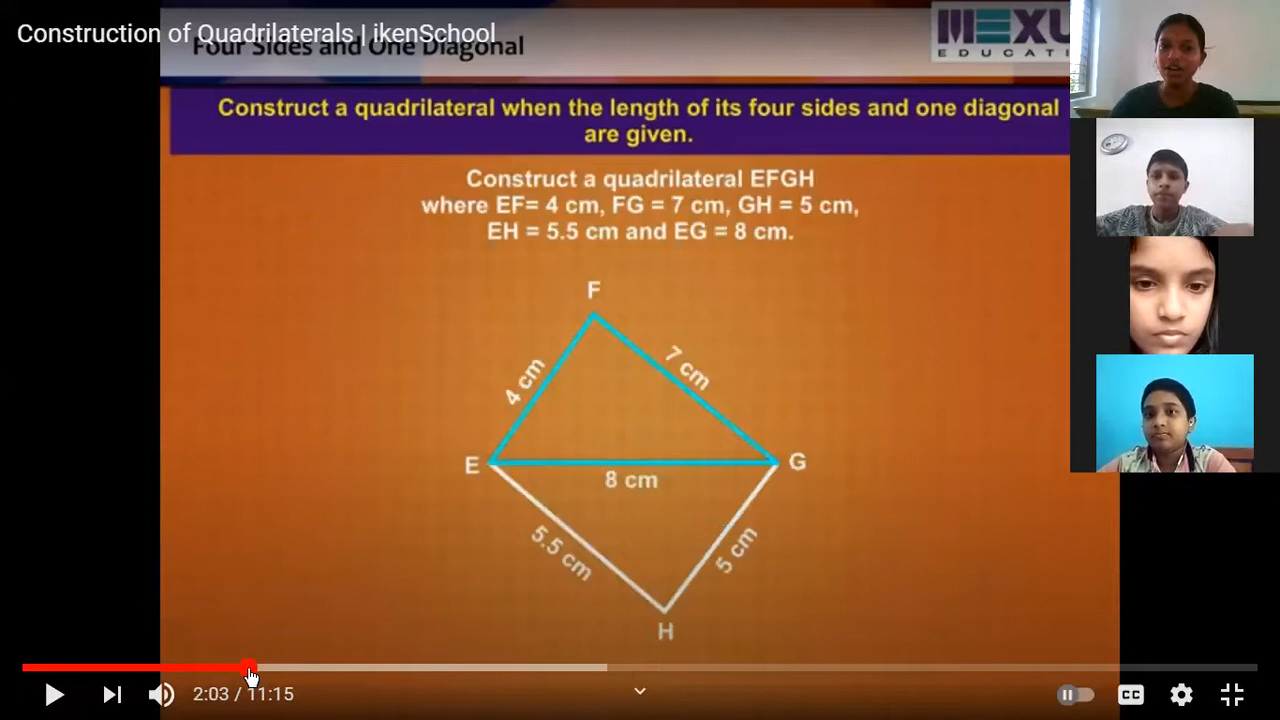 Construction of Quadrilaterals | ikenSchool
Four Sides and One Diagonal
MEXU
EDUCATI
Construct a quadrilateral when the length of its four sides and one diagonal
are given.
Construct a quadrilateral EFGH
where EF= 4 cm, FG = 7 cm, GH = 5 cm,
EH = 5.5 cm and EG = 8 cm.
F
4 cm
7 cm
E
G
8 cm
5.5 cm
5 cm
H
2:03 / 11:15
CC